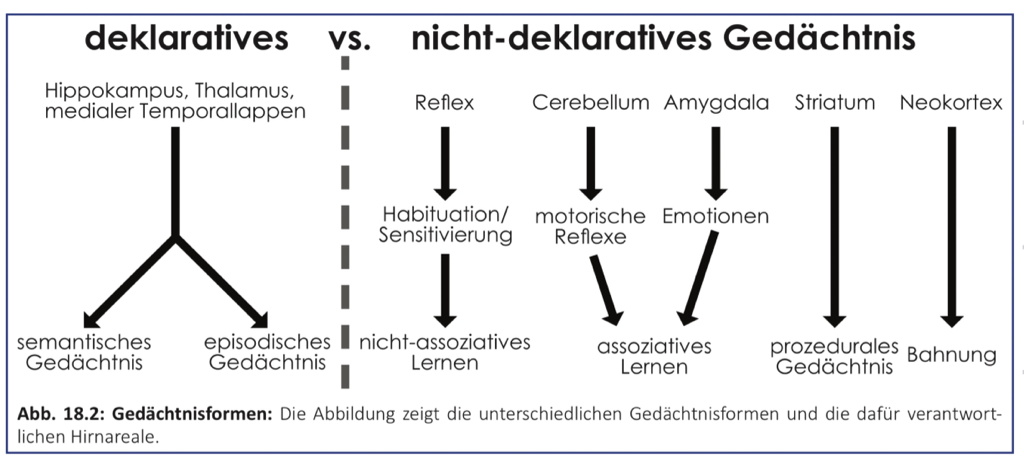 deklaratives vs. nicht-deklaratives Gedächtnis
Hippokampus, Thalamus,
medialer Temporallappen
semantisches
Gedächtnis
episodisches
Gedächtnis
Reflex
Habituation/
Sensitivierung
nicht-assoziatives
Lernen
Cerebellum
motorische
Reflexe
Amygdala
Emotionen
assoziatives
Lernen
Striatum
prozedurales
Gedächtnis
Neokortex
Bahnung
Abb. 18.2: Gedächtnisformen: Die Abbildung zeigt die unterschiedlichen Gedächtnisformen und die dafür verantwort-
lichen Hirnareale.